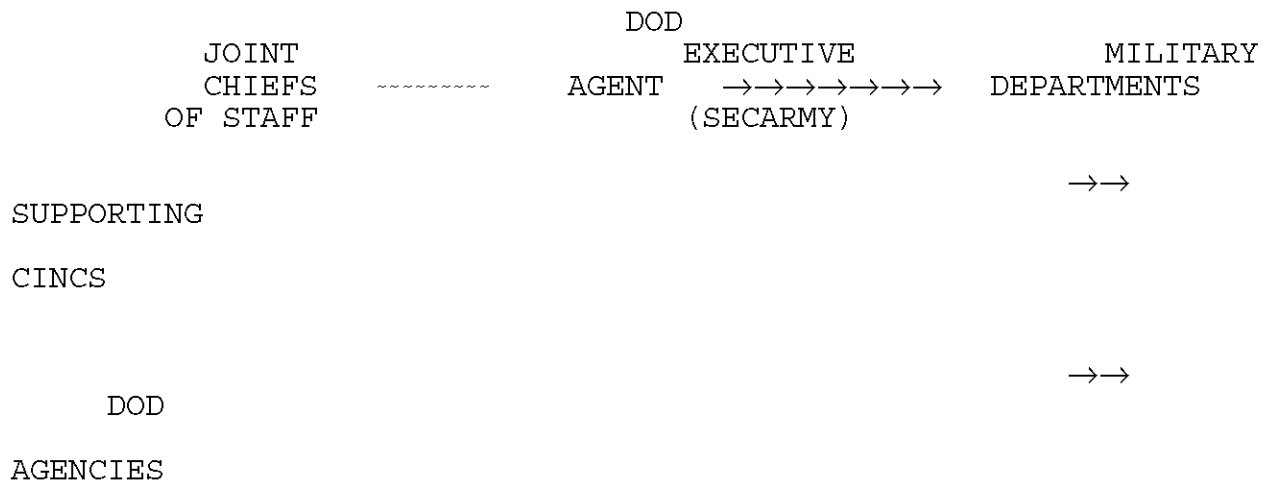 DOD
JOINT EXECUTIVE MILITARY
CHIEFS ~~~~~~~~~ AGENT →→→→→→→ DEPARTMENTS
OF STAFF (SECARMY)
→→
SUPPORTING
CINCS
→→
DOD
AGENCIES